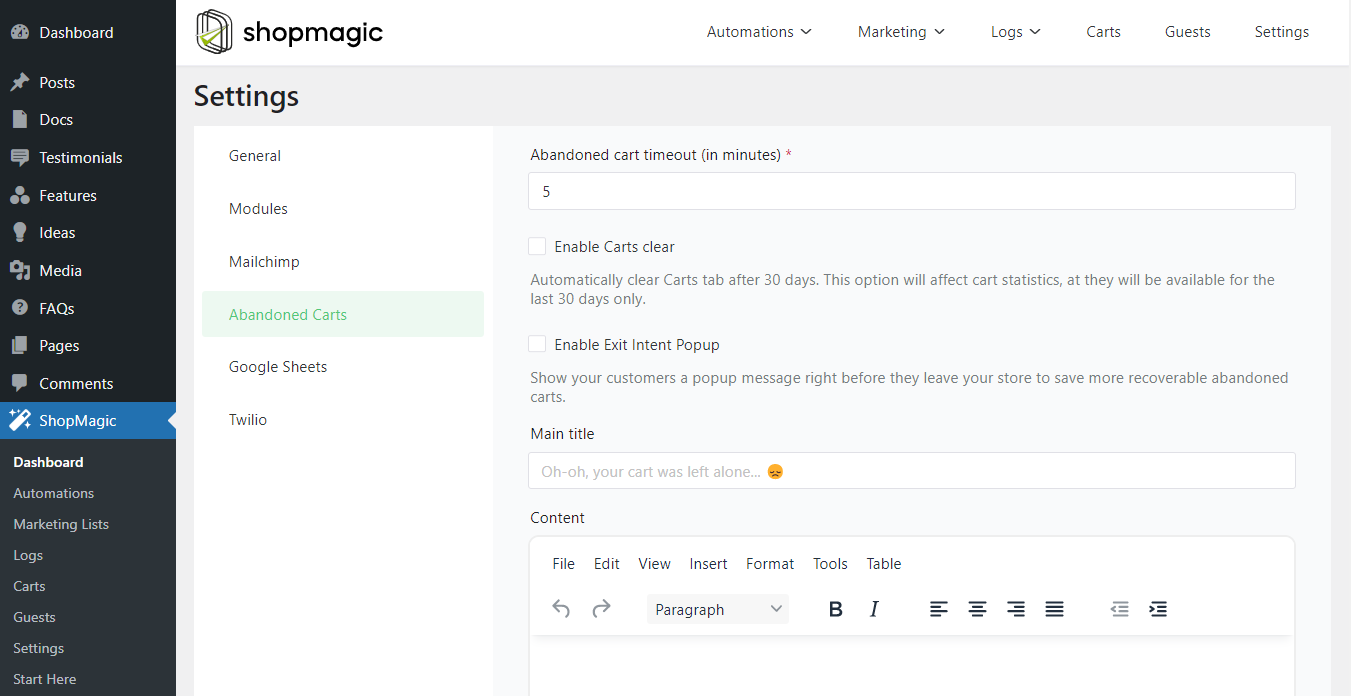 Dashboard
Posts
Docs
Testimonials
Features
Ideas
Media
FAQs
Pages
Comments
ShopMagic
Dashboard
Automations
Marketing Lists
Logs
Carts
Guests
Settings
Start Here
shopmagic
Automations
Marketing
Logs
Carts
Guests
Settings
Settings
General
Modules
Mailchimp
Abandoned Carts
Google Sheets
Twilio
Abandoned cart timeout (in minutes) *
5
Enable Carts clear
Automatically clear Carts tab after 30 days. This option will affect cart statistics, at they will be available for the
last 30 days only.
Enable Exit Intent Popup
Show your customers a popup message right before they leave your store to save more recoverable abandoned
carts.
Main title
Oh-oh, your cart was left alone... 😞
Content
File Edit View Insert Format Tools Table
Paragraph B I